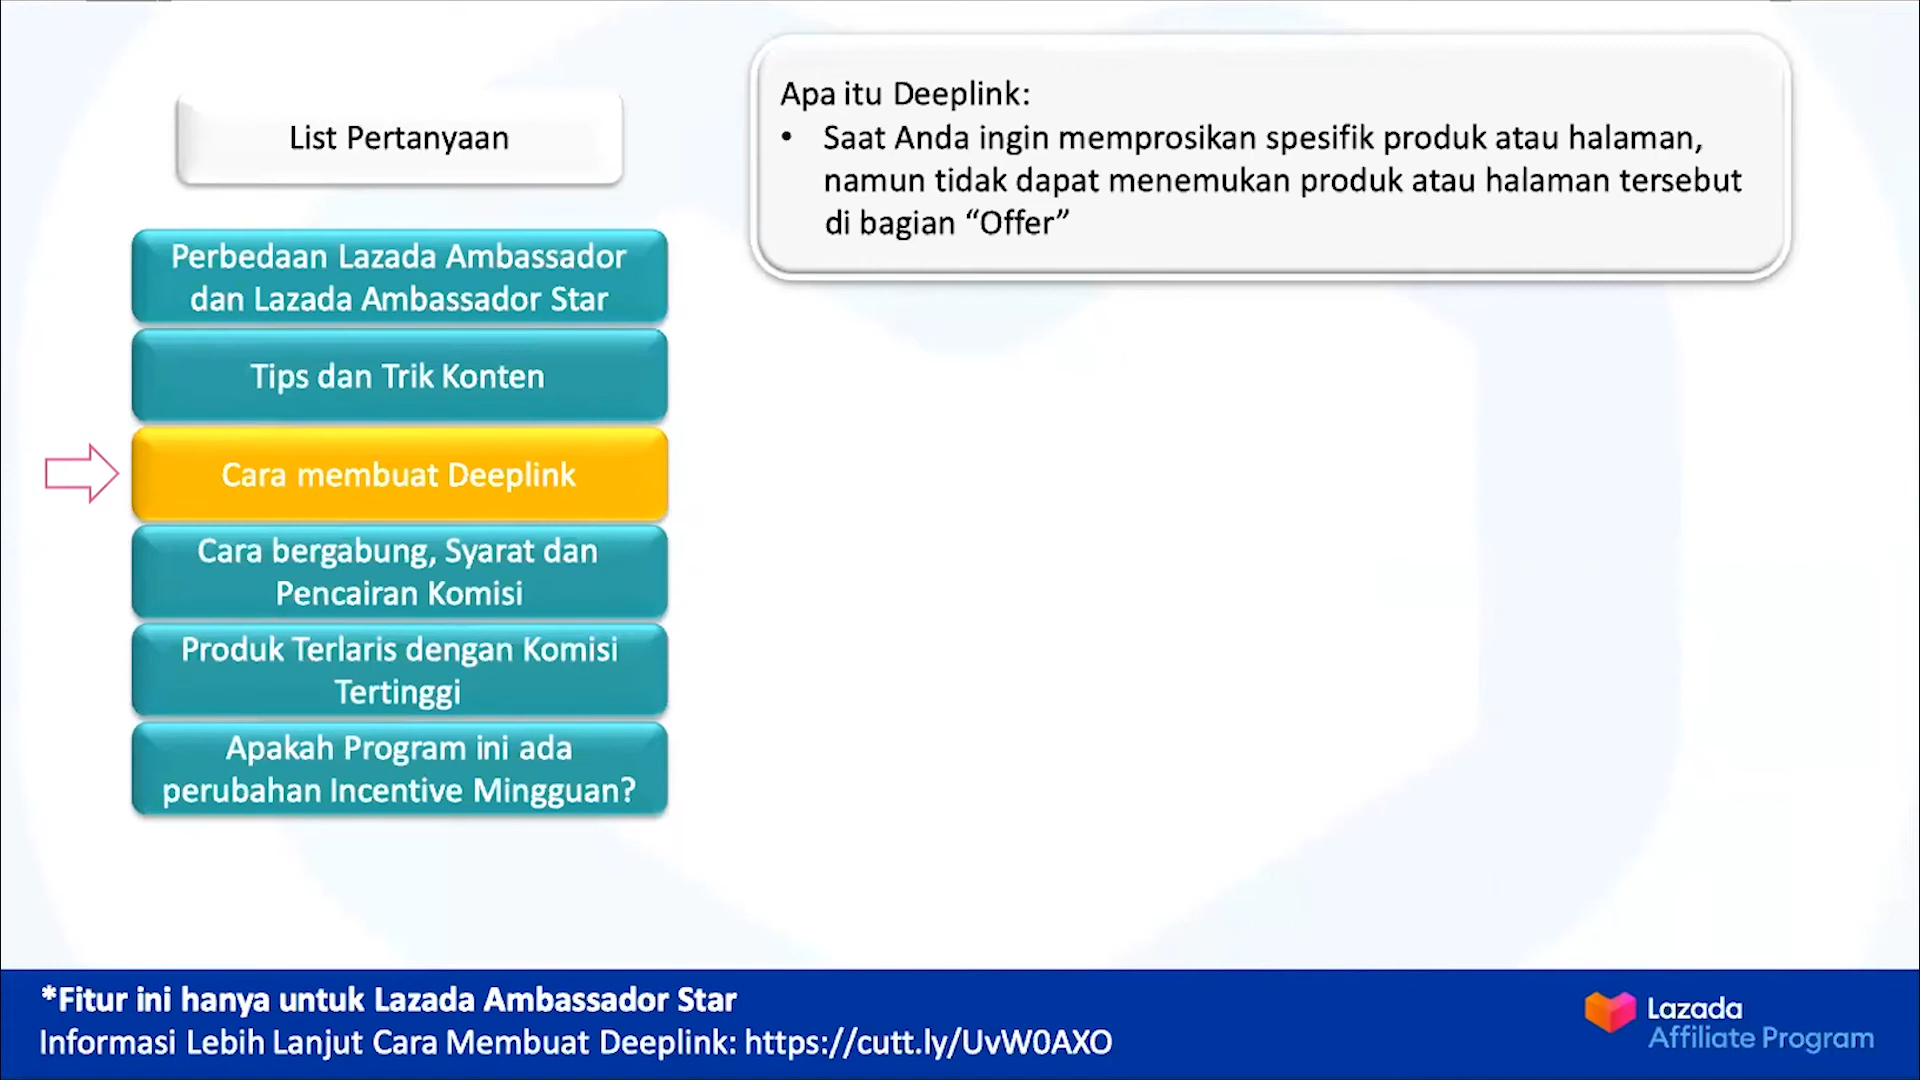 List Pertanyaan
Perbedaan Lazada Ambassador
dan Lazada Ambassador Star
Tips dan Trik Konten
Cara membuat Deeplink
Cara bergabung, Syarat dan
Pencairan Komisi
Produk Terlaris dengan Komisi
Tertinggi
Apakah Program ini ada
perubahan Incentive Mingguan?
Apa itu Deeplink:
• Saat Anda ingin memprosikan spesifik produk atau halaman,
namun tidak dapat menemukan produk atau halaman tersebut
di bagian “Offer”
*Fitur ini hanya untuk Lazada Ambassador Star
Informasi Lebih Lanjut Cara Membuat Deeplink: https://cutt.ly/UvW0AXO
Lazada
Affiliate Program